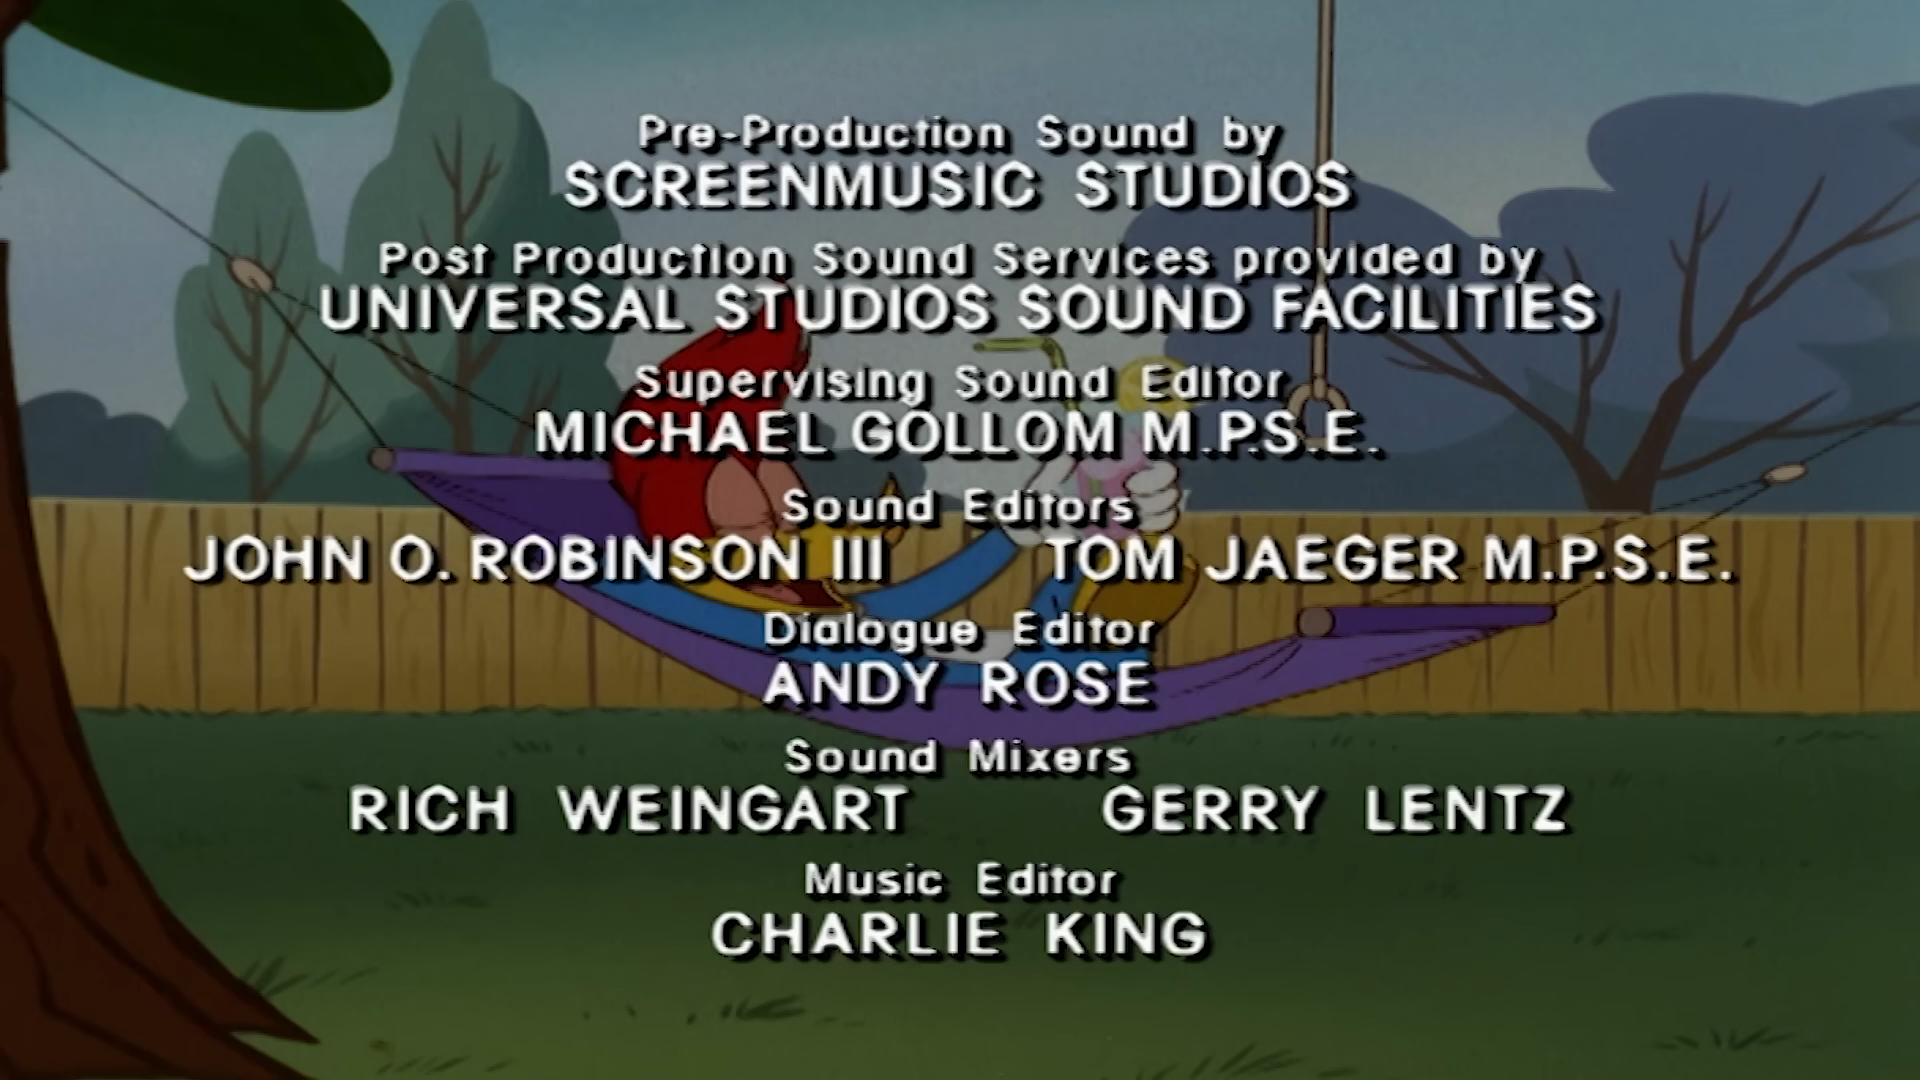 Pre-Production Sound by
SCREENMUSIC STUDIOS
Post Production Sound Services provided by
UNIVERSAL STUDIOS SOUND FACILITIES
Supervising Sound Editor
MICHAEL GOLLOM M.P.S.E.
Sound Editors
JOHN O. ROBINSON III TOM JAEGER M.P.S.E.
Dialogue Editor
ANDY ROSE
Sound Mixers
RICH WEINGART GERRY LENTZ
Music Editor
CHARLIE KING